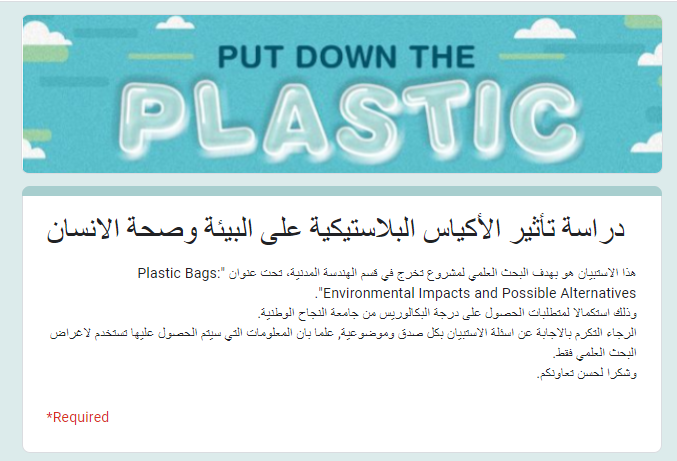 PUT DOWN THE
PLASTIC
دراسة تأثير الأكياس البلاستيكية على البيئة وصحة الانسان
هذا الاستبيان هو بهدف البحث العلمي لمشروع تخرج في قسم الهندسة المدنية، تحت عنوان "Plastic Bags:
Environmental Impacts and Possible Alternatives".
وذلك استكمالا لمتطلبات الحصول على درجة البكالوريس من جامعة النجاح الوطنية.
الرجاء التكرم بالاجابة عن اسئلة الاستبيان بكل صدق وموضوعية, علما بان المعلومات التي سيتم الحصول عليها تستخدم لاغراض
البحث العلمي فقط.
وشكرا لحسن تعاونكم.
*Required